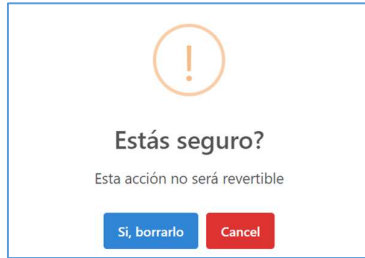 !
Estás seguro?
Esta acción no será revertible
Si, borrarlo Cancel